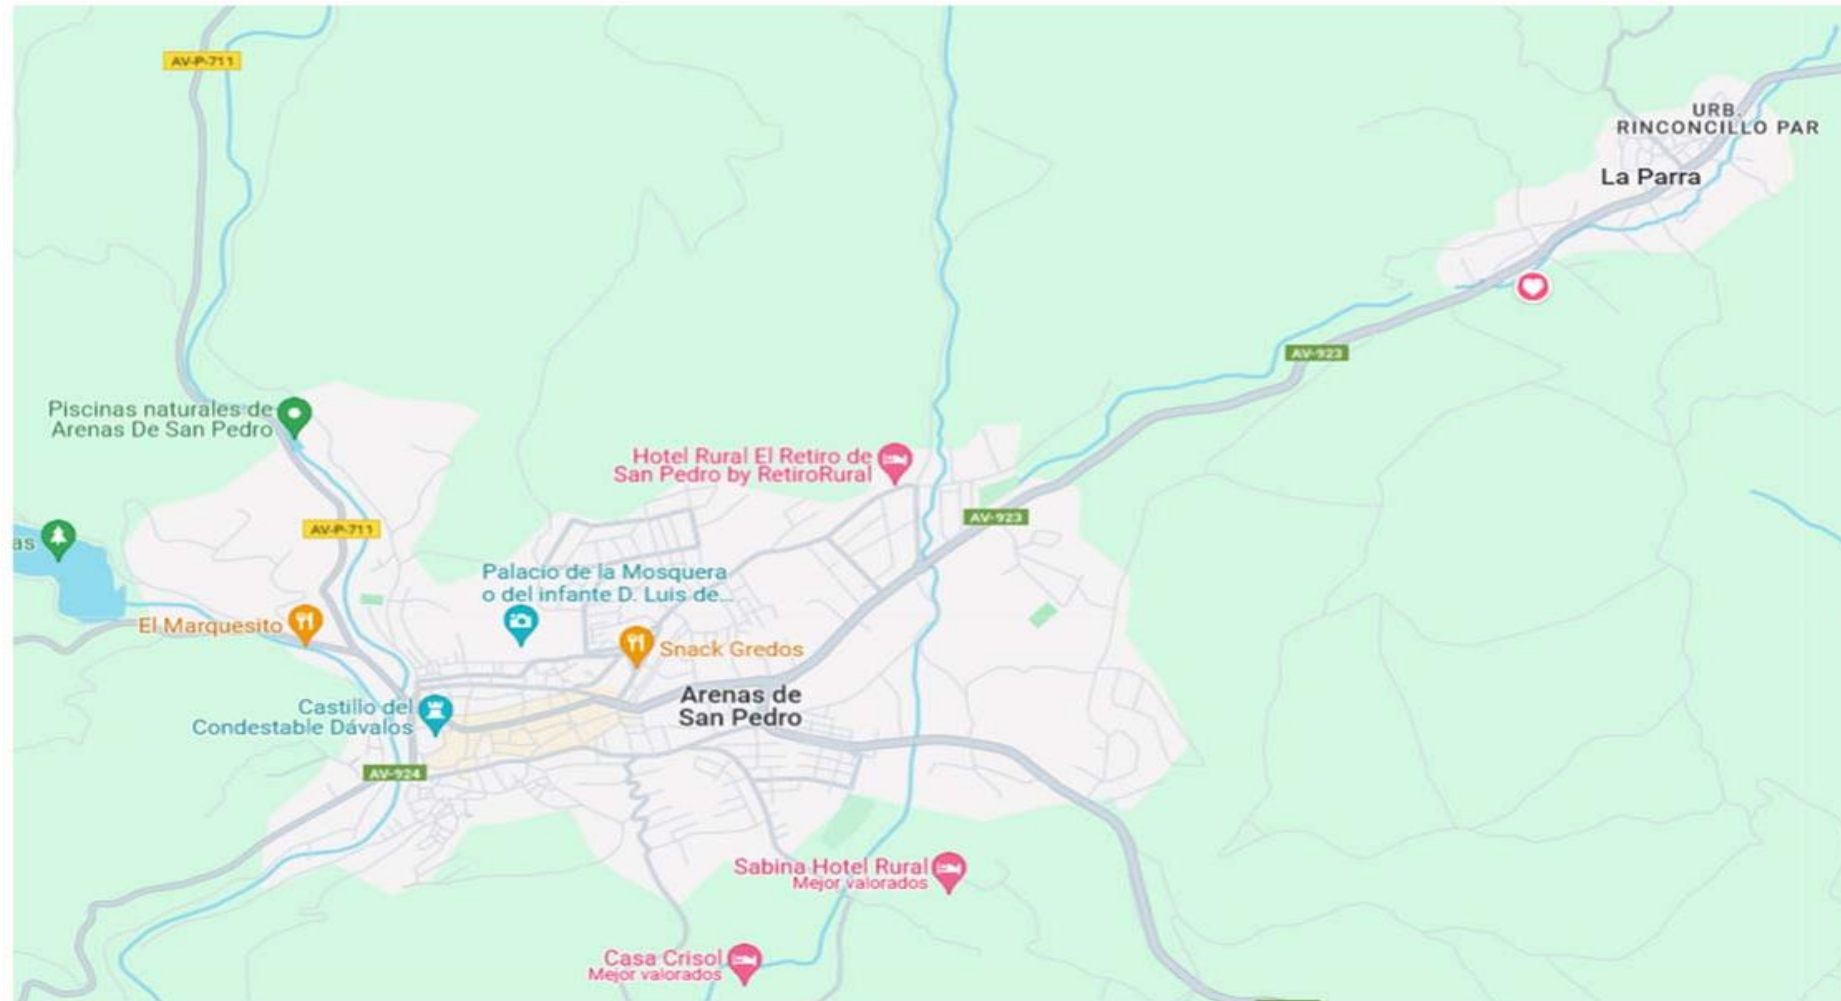 AV-P-711
URB.
RINCONCILLO PAR
La Parra
AV-923
Piscinas naturales de
Arenas De San Pedro
Hotel Rural El Retiro de
San Pedro by RetiroRural
AV-923
AV-P-711
as
Palacio de la Mosquera
o del infante D. Luis de...
El Marquesito
Snack Gredos
Arenas de
San Pedro
Castillo del
Condestable Dávalos
AV-924
Sabina Hotel Rural
Mejor valorados
Casa Crisol
Mejor valorados